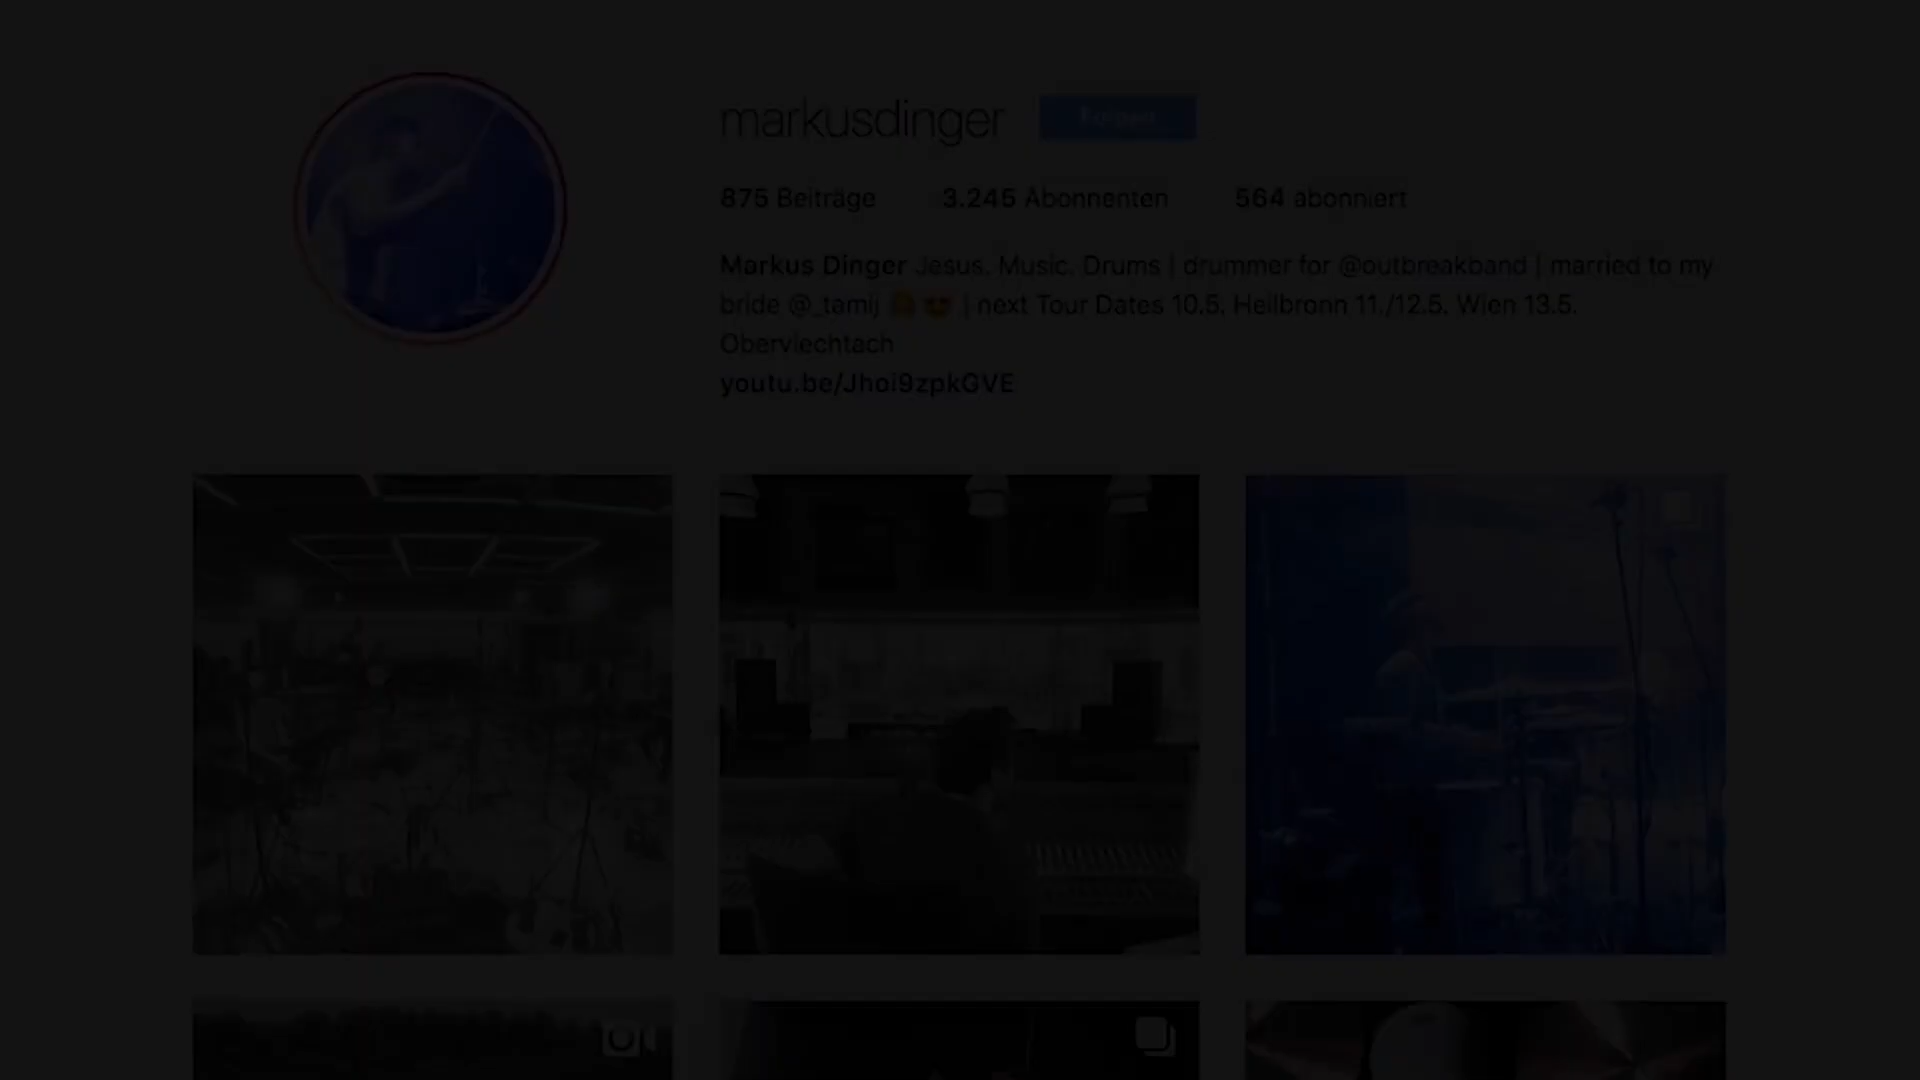 markusdinger Folgen
875 Beiträge 3.245 Abonnenten 564 abonniert
Markus Dinger Jesus. Music. Drums | drummer for @outbreakband | married to my
bride @_tamij | next Tour Dates 10.5. Heilbronn 11./12.5. Wien 13.5.
Oberviechtach
youtu.be/Jhoi9zpkGVE